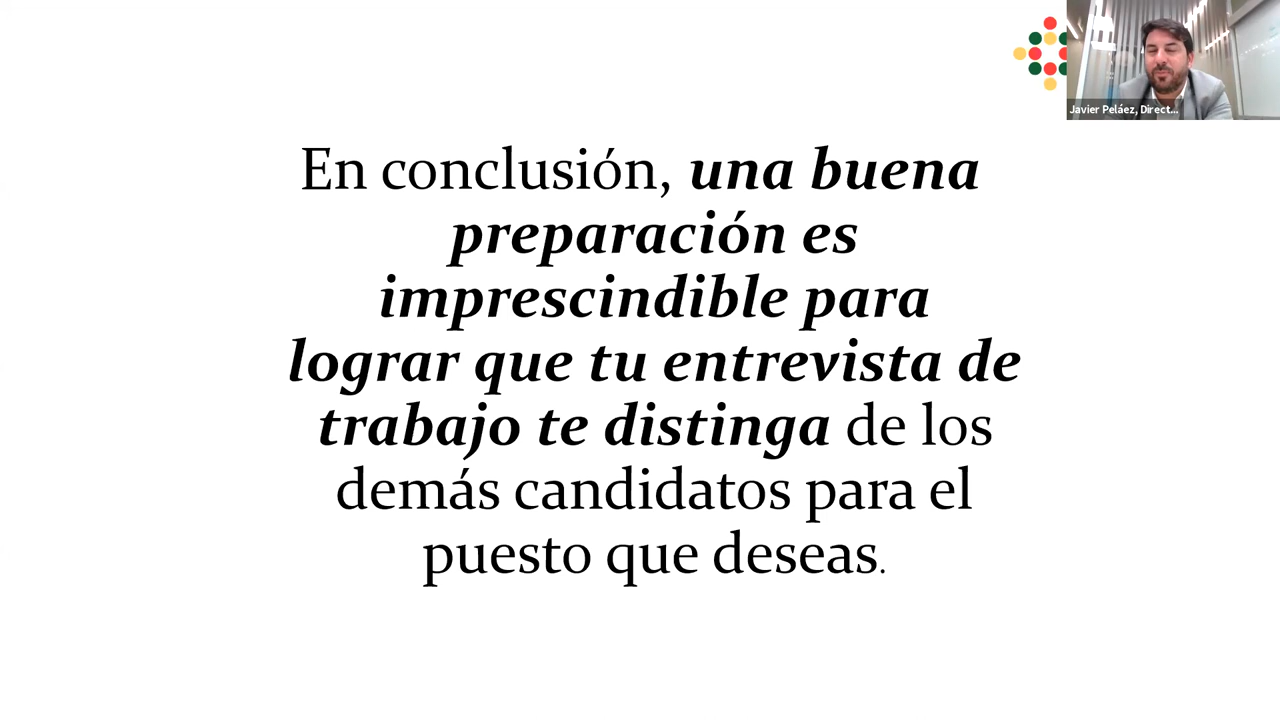 Javier Peláez, Direct...
En conclusión, una buena
preparación es
imprescindible para
lograr que tu entrevista de
trabajo te distinga de los
demás candidatos para el
puesto que deseas.